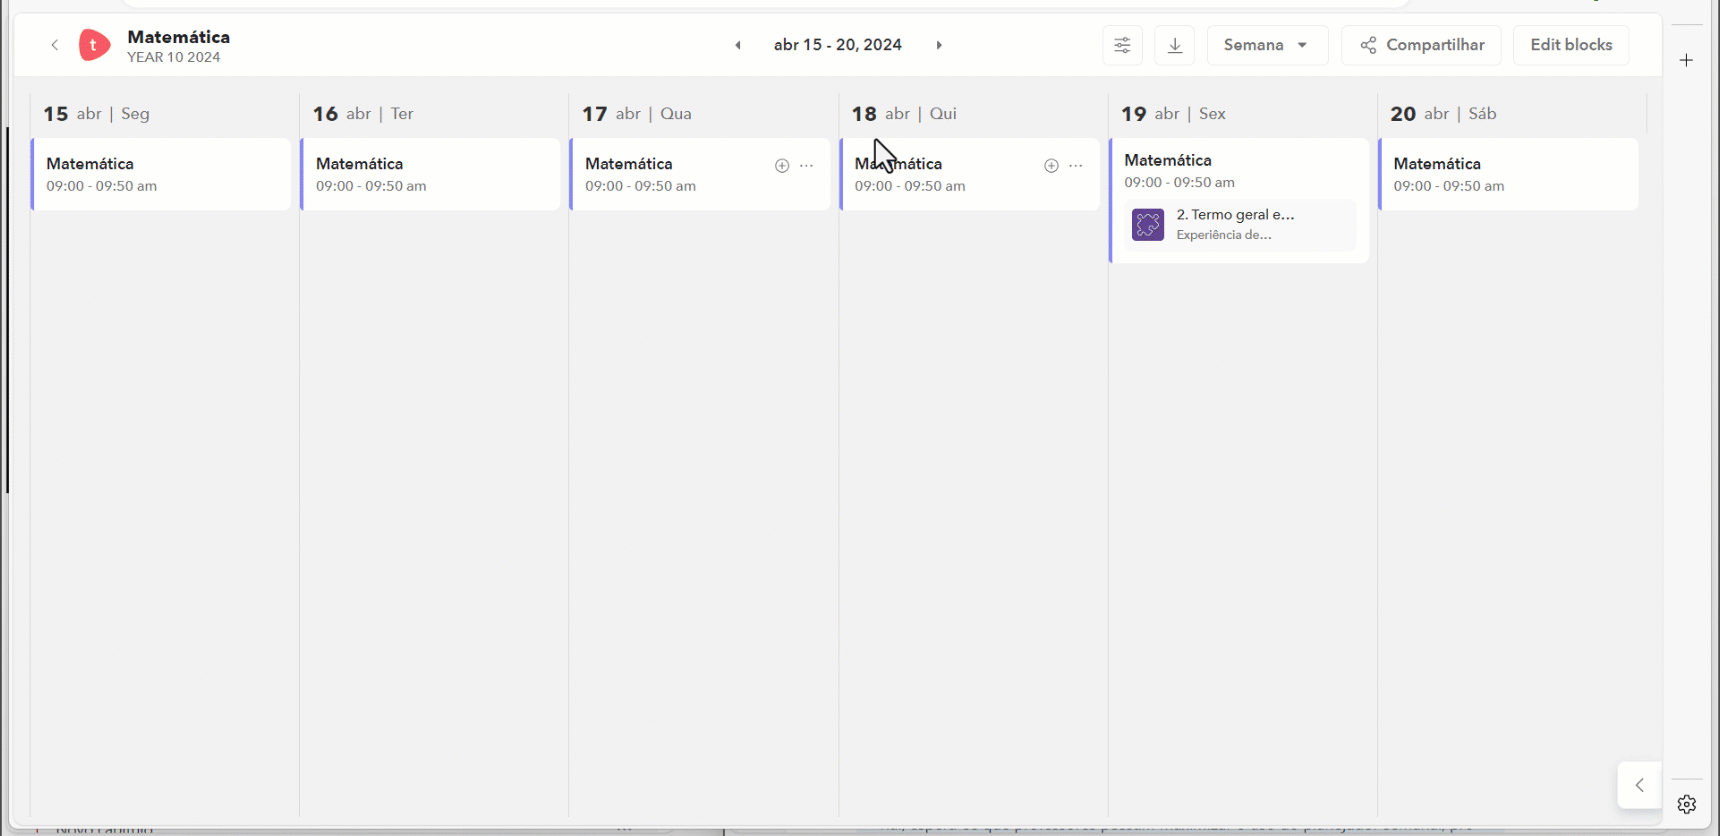 Matemática
YEAR 10 2024
t
abr 15 - 20, 2024
Semana
Compartilhar
Edit blocks
15 abr | Seg
16 abr | Ter
17 abr | Qua
18 abr | Qui
19 abr | Sex
20 abr | Sáb
Matemática
09:00 - 09:50 am
Matemática
09:00 - 09:50 am
Matemática
09:00 - 09:50 am
Matemática
09:00 - 09:50 am
Matemática
09:00 - 09:50 am
2. Termo geral e...
Experiência de...
Matemática
09:00 - 09:50 am